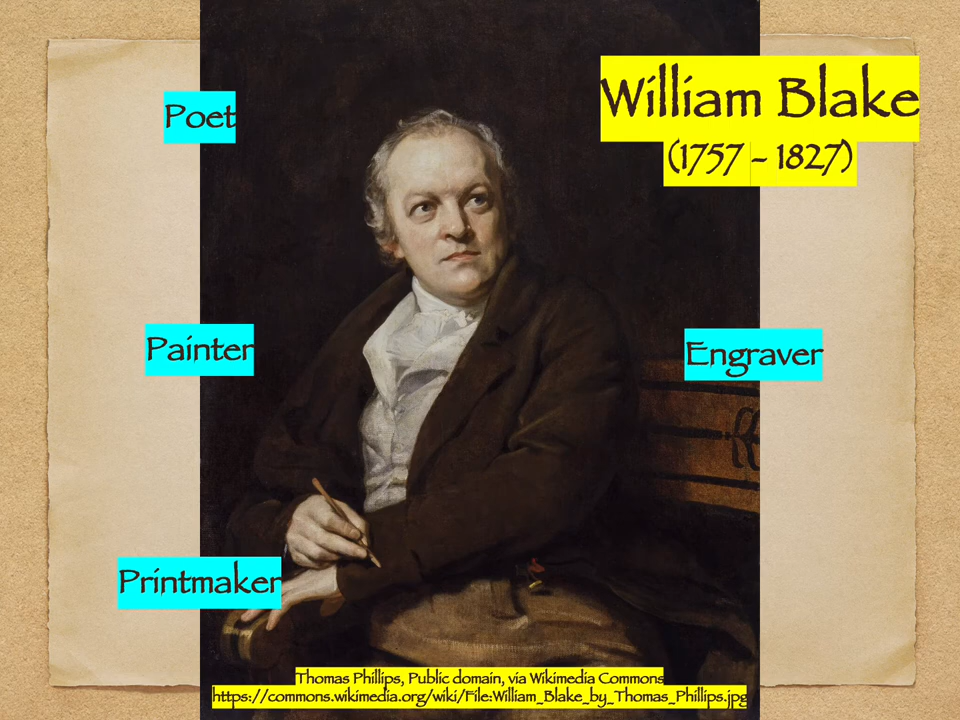 William Blake
(1757 – 1827)
Poet
Painter
Engraver
Printmaker
Thomas Phillips, Public domain, via Wikimedia Commons
https://commons.wikimedia.org/wiki/File:William_Blake_by_Thomas_Phillips.jpg